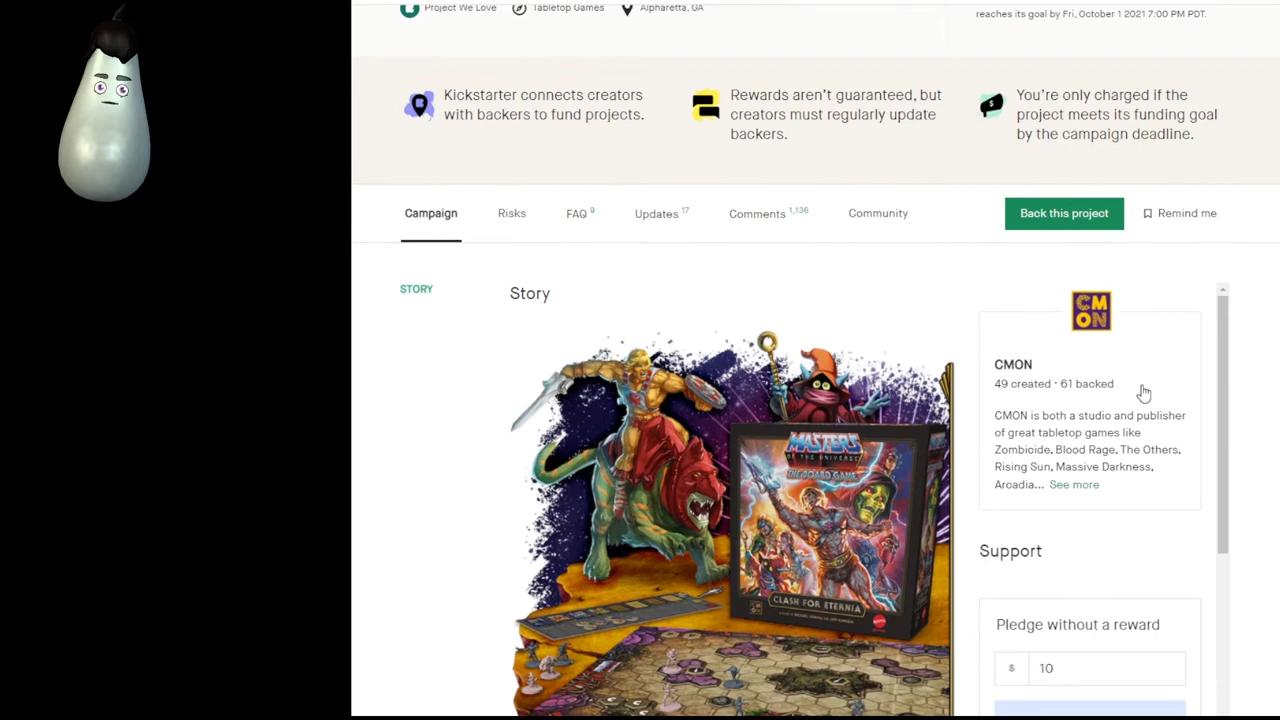 Project We Love
Tabletop Games
Alpharetta, GA
reaches its goal by Fri, October 1 2021 7:00 PM PDT.
Kickstarter connects creators
with backers to fund projects.
Rewards aren't guaranteed, but
creators must regularly update
backers.
You're only charged if the
project meets its funding goal
by the campaign deadline.
Campaign
Risks
FAQ 9
Updates 17
Comments 1,136
Community
Back this project
Remind me
STORY
Story
MASTERS
OF THE UNIVERSE
THE BOARD GAME
CLASH FOR ETERNIA
CM
ON
CMON
49 created · 61 backed
CMON is both a studio and publisher
of great tabletop games like
Zombicide, Blood Rage, The Others,
Rising Sun, Massive Darkness,
Arcadia... See more
Support
Pledge without a reward
$ 10